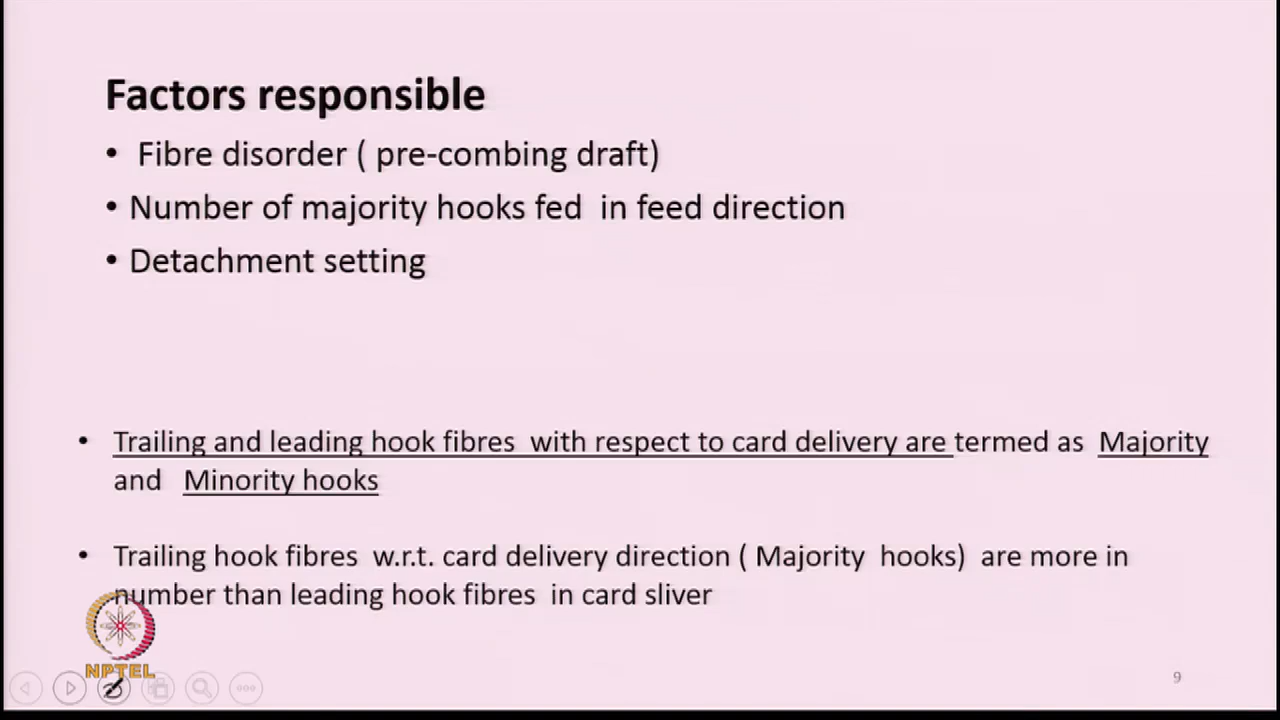 Factors responsible
• Fibre disorder ( pre-combing draft)
• Number of majority hooks fed in feed direction
• Detachment setting
• Trailing and leading hook fibres with respect to card delivery are termed as Majority
and Minority hooks
• Trailing hook fibres w.r.t. card delivery direction ( Majority hooks) are more in
number than leading hook fibres in card sliver
NPTEL
9